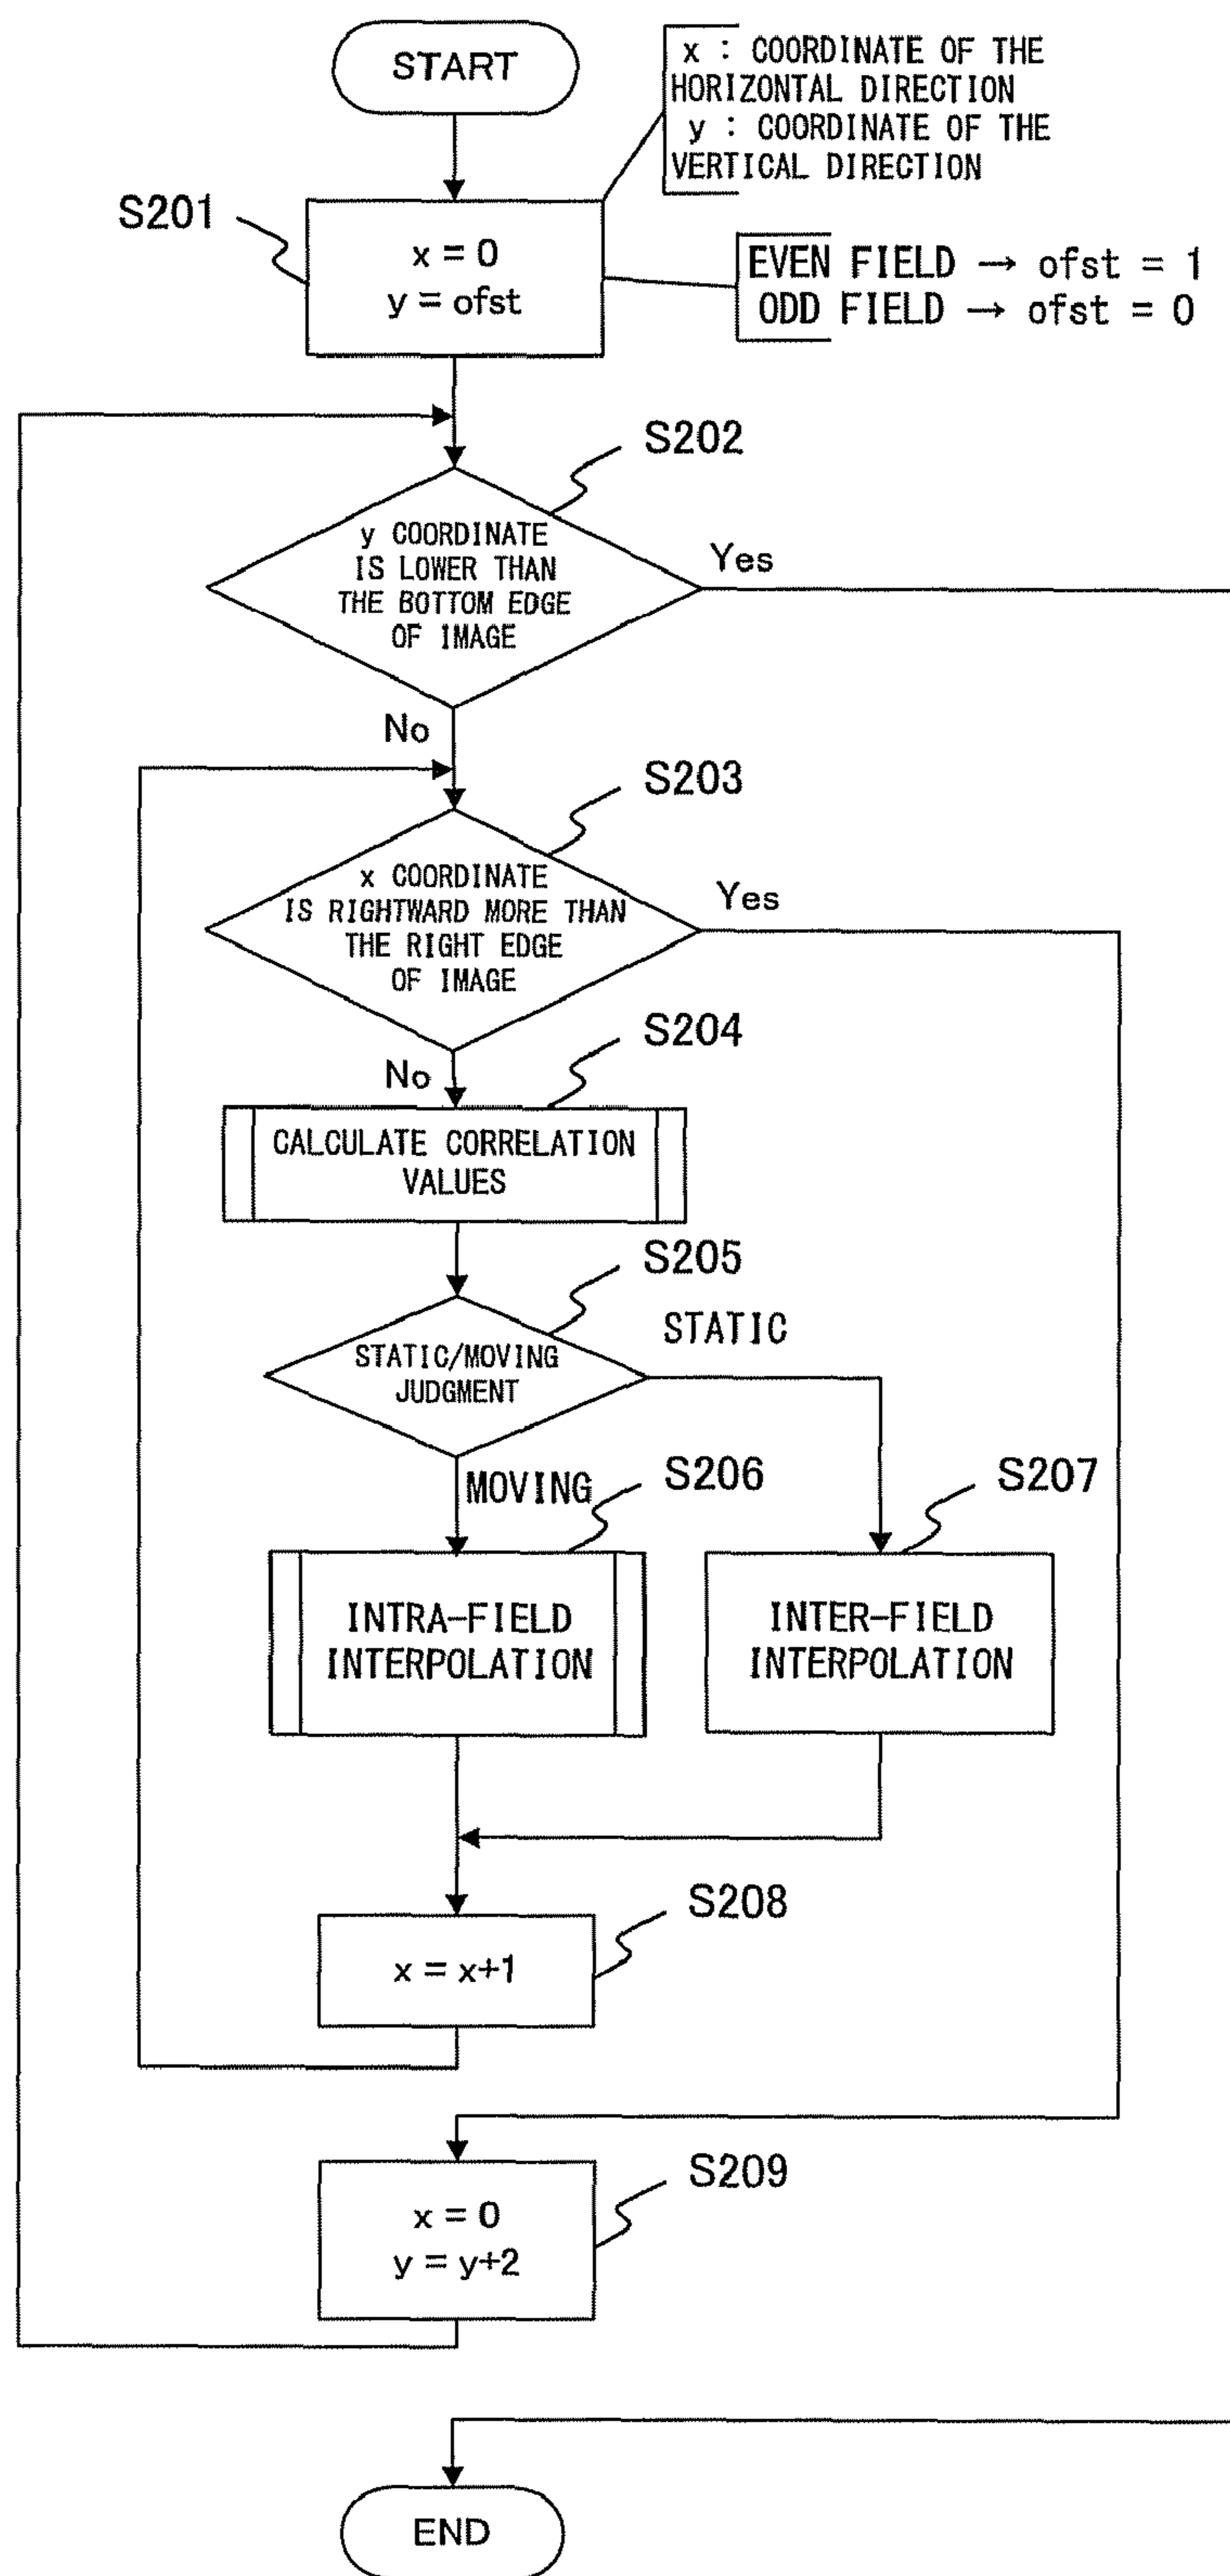 START
x : COORDINATE OF THE
HORIZONTAL DIRECTION
y : COORDINATE OF THE
VERTICAL DIRECTION
S201
x = 0
y = ofst
EVEN FIELD → ofst = 1
ODD FIELD → ofst = 0
S202
y COORDINATE
IS LOWER THAN
THE BOTTOM EDGE
OF IMAGE
Yes
No
S203
x COORDINATE
IS RIGHTWARD MORE THAN
THE RIGHT EDGE
OF IMAGE
Yes
No
S204
CALCULATE CORRELATION
VALUES
S205
STATIC/MOVING
JUDGMENT
STATIC
MOVING
S206
INTRA-FIELD
INTERPOLATION
S207
INTER-FIELD
INTERPOLATION
S208
x = x+1
S209
x = 0
y = y+2
END